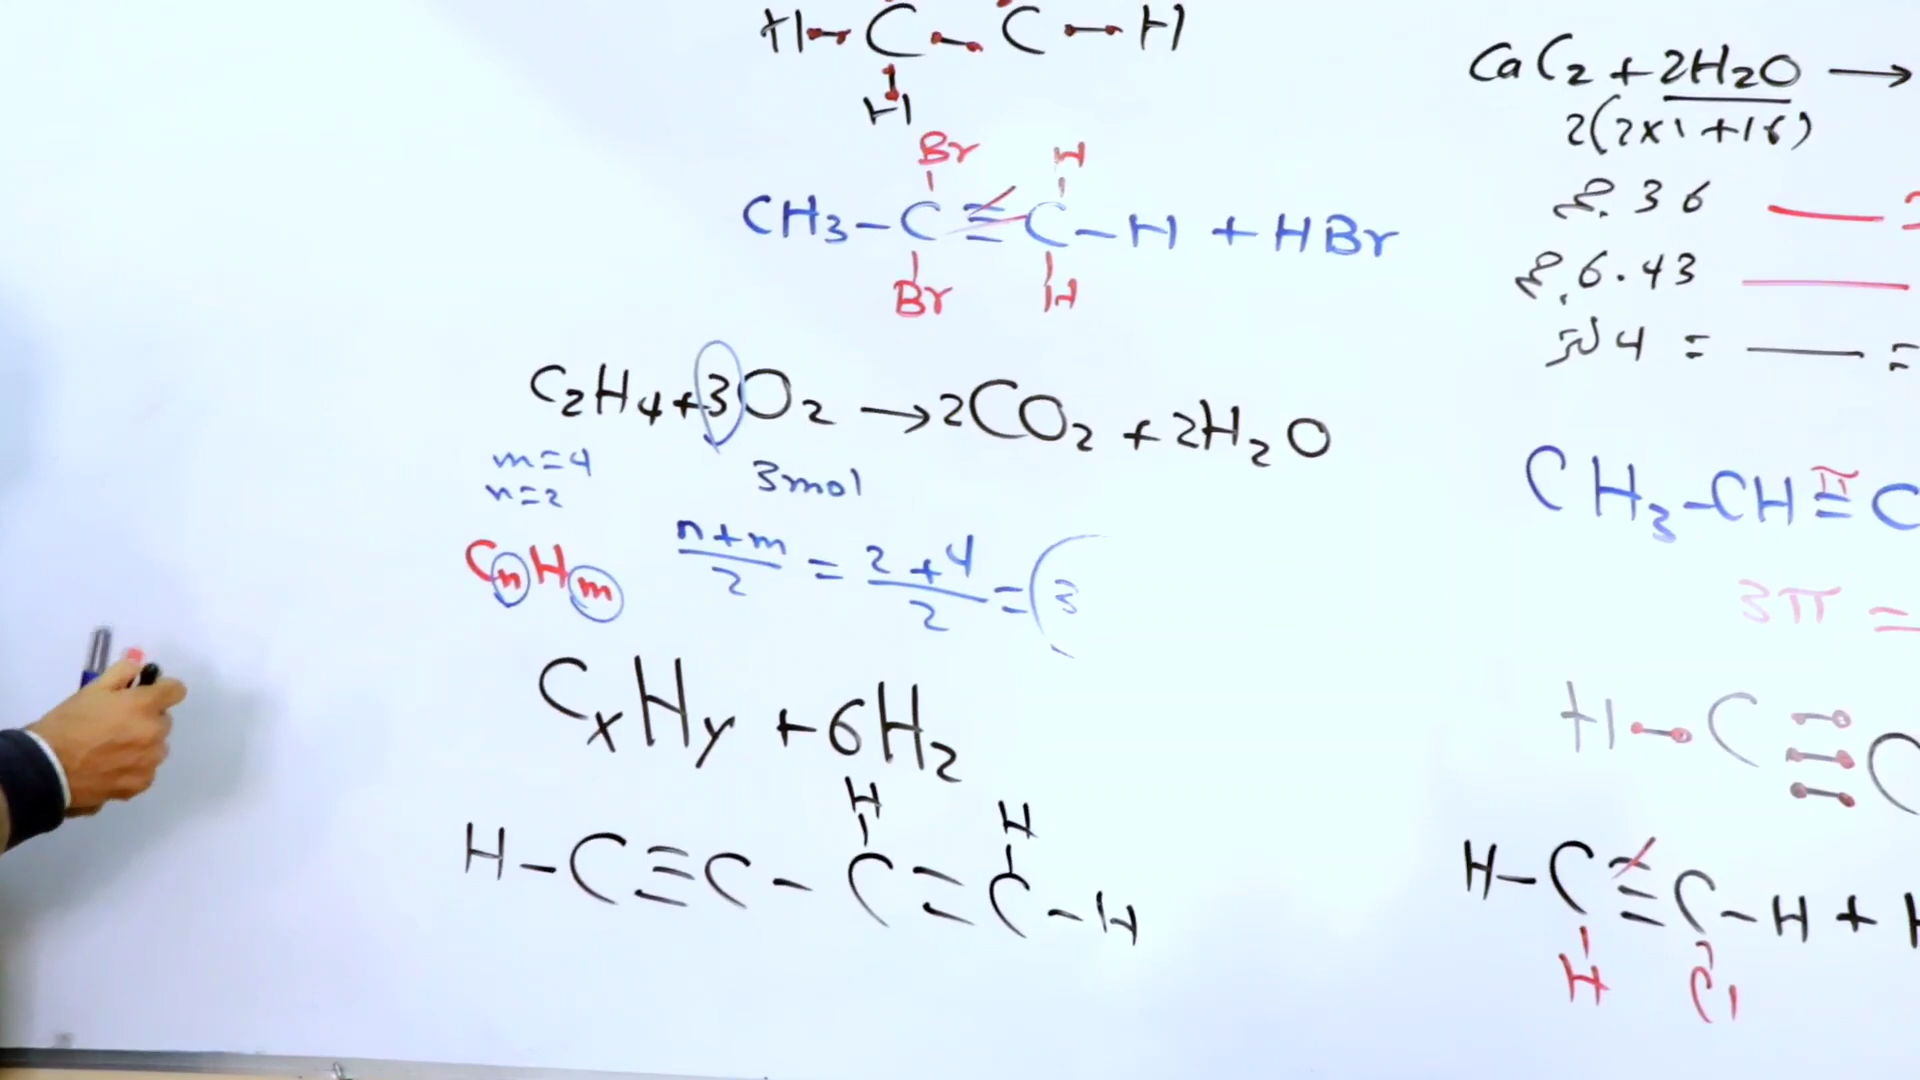 H-C-C-H
H
Br H
CH3-C≡C-H + HBr
Br H
C2H4+3O2→2CO2+2H2O
m=4
n=2
3mol
CnHm
n+m/2 = 2+4/2 = 3
CxHy+6H2
H H
H-C≡C-C=C-H
CaC2+2H2O→
2(2x1+16)
36
6.43
4 = — =
CH3-CH≡C
π
3π =
H-C≡C
H-C≡C-H+H
H Cl